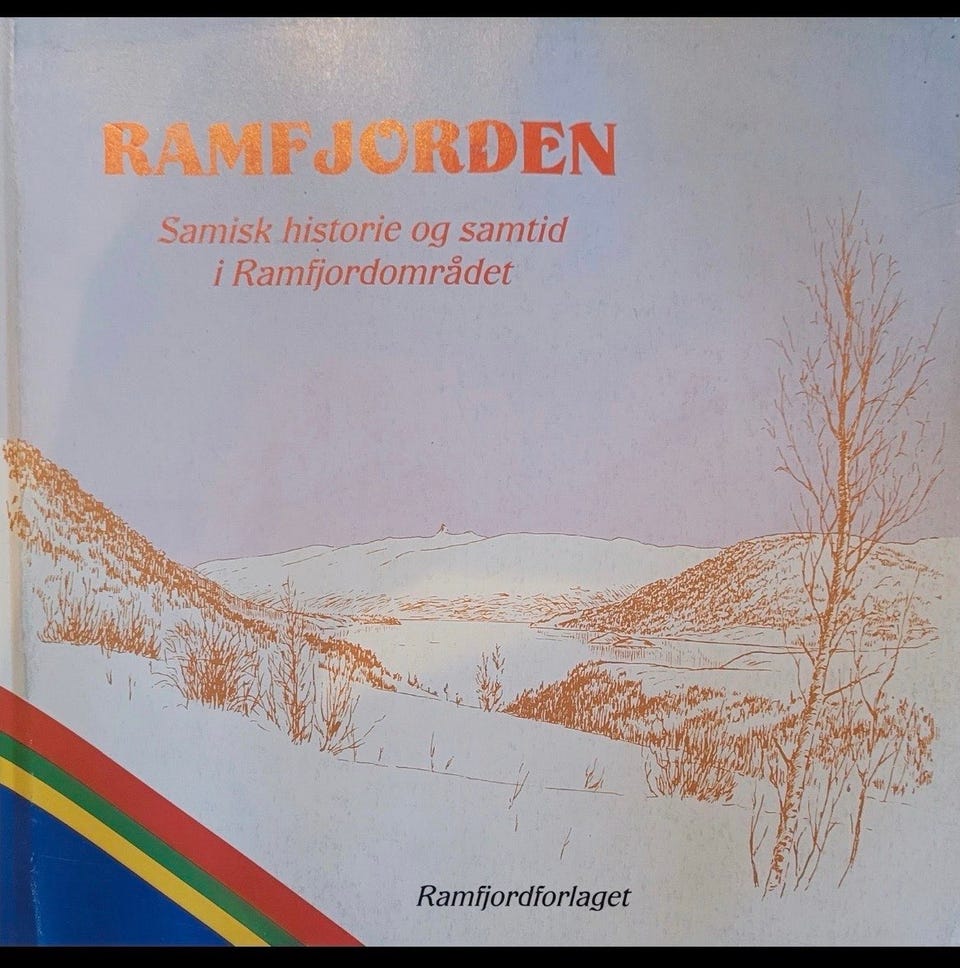 RAMFJORDEN
Samisk historie og samtid
i Ramfjordområdet
Ramfjordforlaget